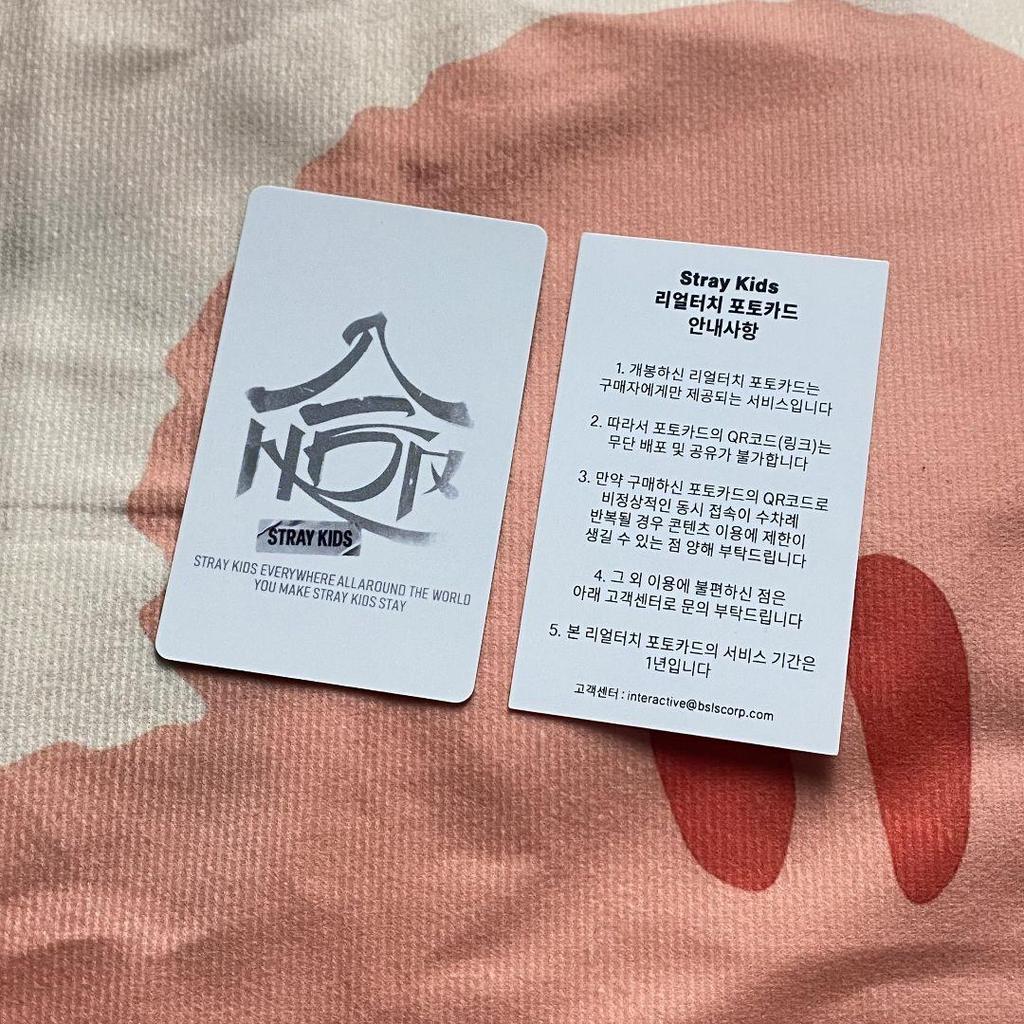 STRAY KIDS
STRAY KIDS EVERYWHERE ALL AROUND THE WORLD
YOU MAKE STRAY KIDS STAY
Stray Kids
리얼터치 포토카드
안내사항
1. 개봉하신 리얼터치 포토카드는
구매자에게만 제공되는 서비스입니다
2. 따라서 포토카드의 QR코드(링크)는
무단 배포 및 공유가 불가합니다
3. 만약 구매하신 포토카드의 QR코드로
비정상적인 동시 접속이 수차례
반복될 경우 콘텐츠 이용에 제한이
생길 수 있는 점 양해 부탁드립니다
4. 그 외 이용에 불편하신 점은
아래 고객센터로 문의 부탁드립니다
5. 본 리얼터치 포토카드의 서비스 기간은
1년입니다
고객센터 : interactive@bslscorp.com